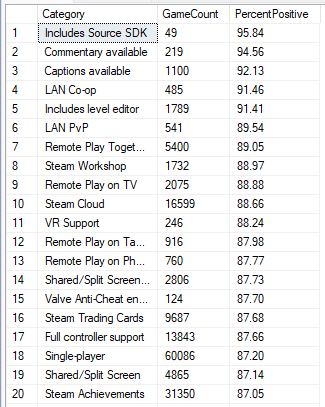 Category GameCount PercentPositive
1 Includes Source SDK 49 95.84
2 Commentary available 219 94.56
3 Captions available 1100 92.13
4 LAN Co-op 485 91.46
5 Includes level editor 1789 91.41
6 LAN PvP 541 89.54
7 Remote Play Toget... 5400 89.05
8 Steam Workshop 1732 88.97
9 Remote Play on TV 2075 88.88
10 Steam Cloud 16599 88.66
11 VR Support 246 88.24
12 Remote Play on Ta... 916 87.98
13 Remote Play on Ph... 760 87.77
14 Shared/Split Screen... 2806 87.73
15 Valve Anti-Cheat en... 124 87.70
16 Steam Trading Cards 9687 87.68
17 Full controller support 13843 87.66
18 Single-player 60086 87.20
19 Shared/Split Screen 4865 87.14
20 Steam Achievements 31350 87.05